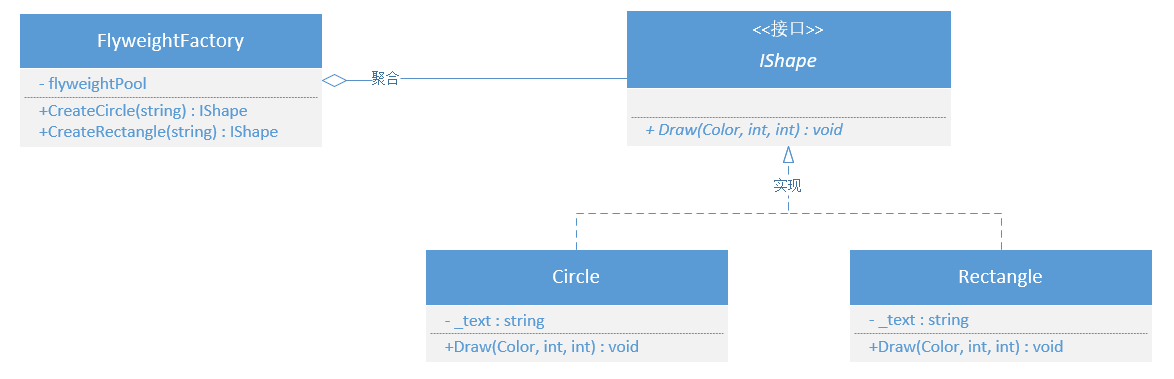 FlyweightFactory
- flyweightPool
+CreateCircle(string) : IShape
+CreateRectangle(string) : IShape
聚合
<<接口>>
IShape
+ Draw(Color, int, int) : void
实现
Circle
- _text : string
+Draw(Color, int, int) : void
Rectangle
- _text : string
+Draw(Color, int, int) : void